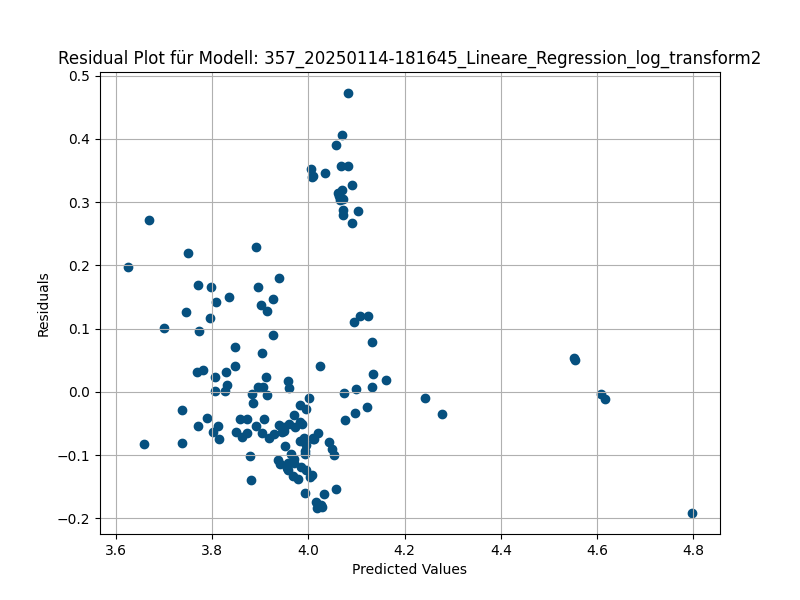 Residual Plot für Modell: 357_20250114-181645_Lineare_Regression_log_transform2
0.5
0.4
0.3
0.2
0.1
0.0
−0.1
−0.2
Residuals
3.6 3.8 4.0 4.2 4.4 4.6 4.8
Predicted Values